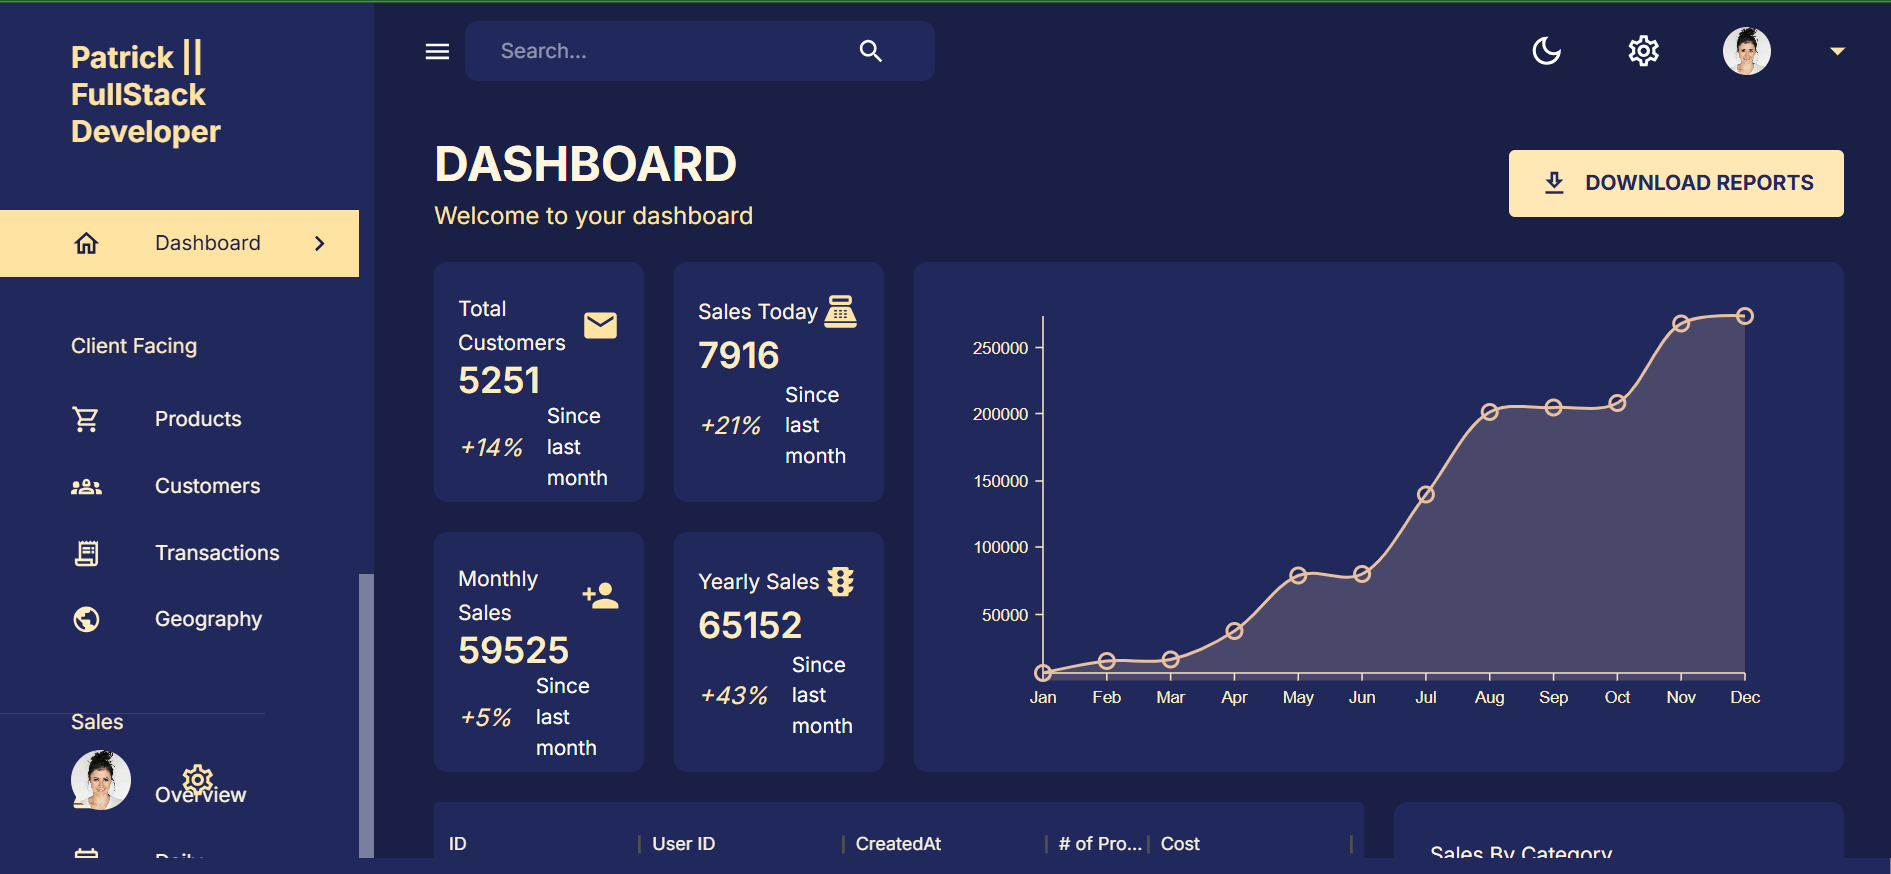 Patrick ||
FullStack
Developer
Search...
DASHBOARD
Welcome to your dashboard
DOWNLOAD REPORTS
Dashboard
Client Facing
Products
Customers
Transactions
Geography
Sales
Overview
Daily
Total
Customers
5251
+14%
Since
last
month
Sales Today
7916
+21%
Since
last
month
Monthly
Sales
59525
+5%
Since
last
month
Yearly Sales
65152
+43%
Since
last
month
250000
200000
150000
100000
50000
Jan Feb Mar Apr May Jun Jul Aug Sep Oct Nov Dec
ID User ID CreatedAt # of Pro... Cost
Sales By Category